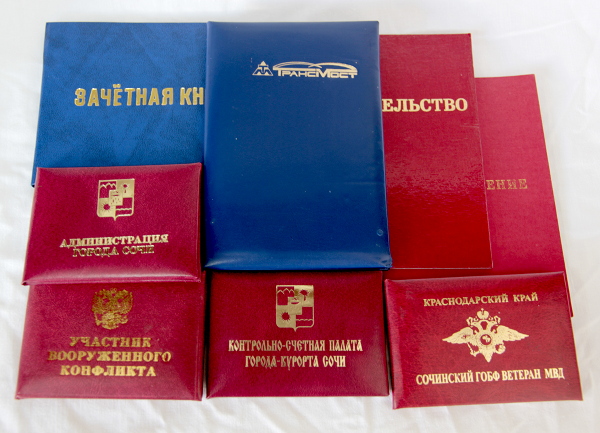 ТРАНСМОСТ
ЗАЧЁТНАЯ КН
ЕЛЬСТВО
ЕНИЕ
АДМИНИСТРАЦИЯ
ГОРОДА СОЧИ
УЧАСТНИК
ВООРУЖЕННОГО
КОНФЛИКТА
КОНТРОЛЬНО-СЧЕТНАЯ ПАЛАТА
ГОРОДА-КУРОРТА СОЧИ
КРАСНОДАРСКИЙ КРАЙ
СОЧИНСКИЙ ГОБФ ВЕТЕРАН МВД